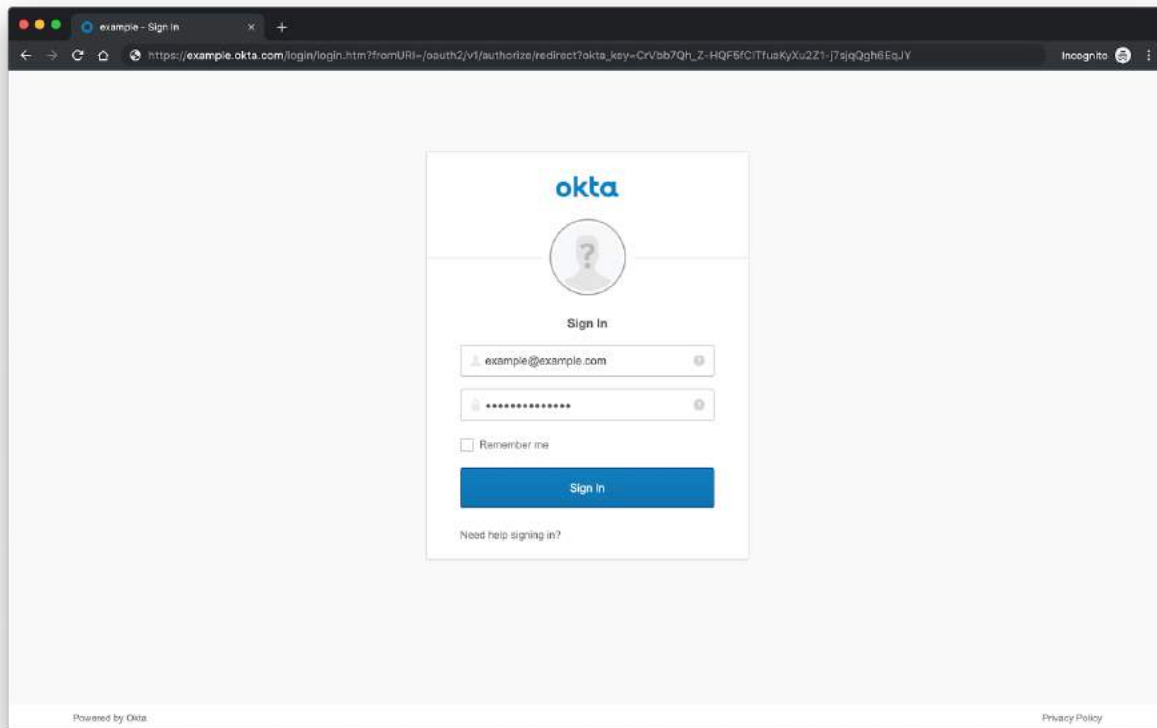 example - Sign In
https://example.okta.com/login/login.htm?fromURI=/oauth2/v1/authorize/redirect?okta_key=CrVbb7Qh_Z-HQF5fCiTfuaKyXu2Z1-j7sjqQgh6EqJY
Incognito
okta
?
Sign In
example@example.com
••••••••••••••
Remember me
Sign In
Need help signing in?
Powered by Okta
Privacy Policy